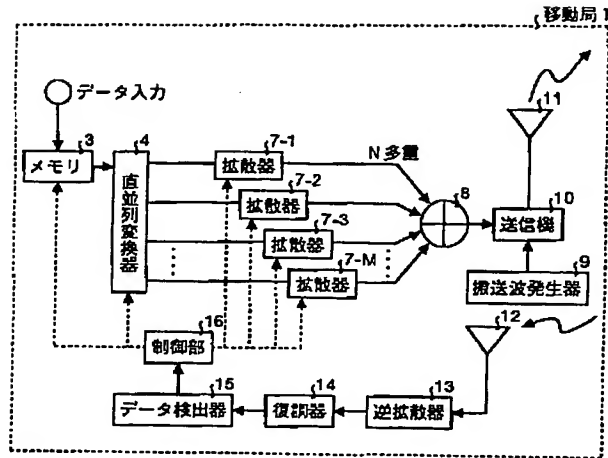 移動局1
データ入力
3
メモリ
4
直並列変換器
7-1
拡散器
7-2
拡散器
7-3
拡散器
7-M
拡散器
N多量
8
11
10
送信機
9
搬送波発生器
12
16
制御部
15
データ検出器
14
復調器
13
逆拡散器